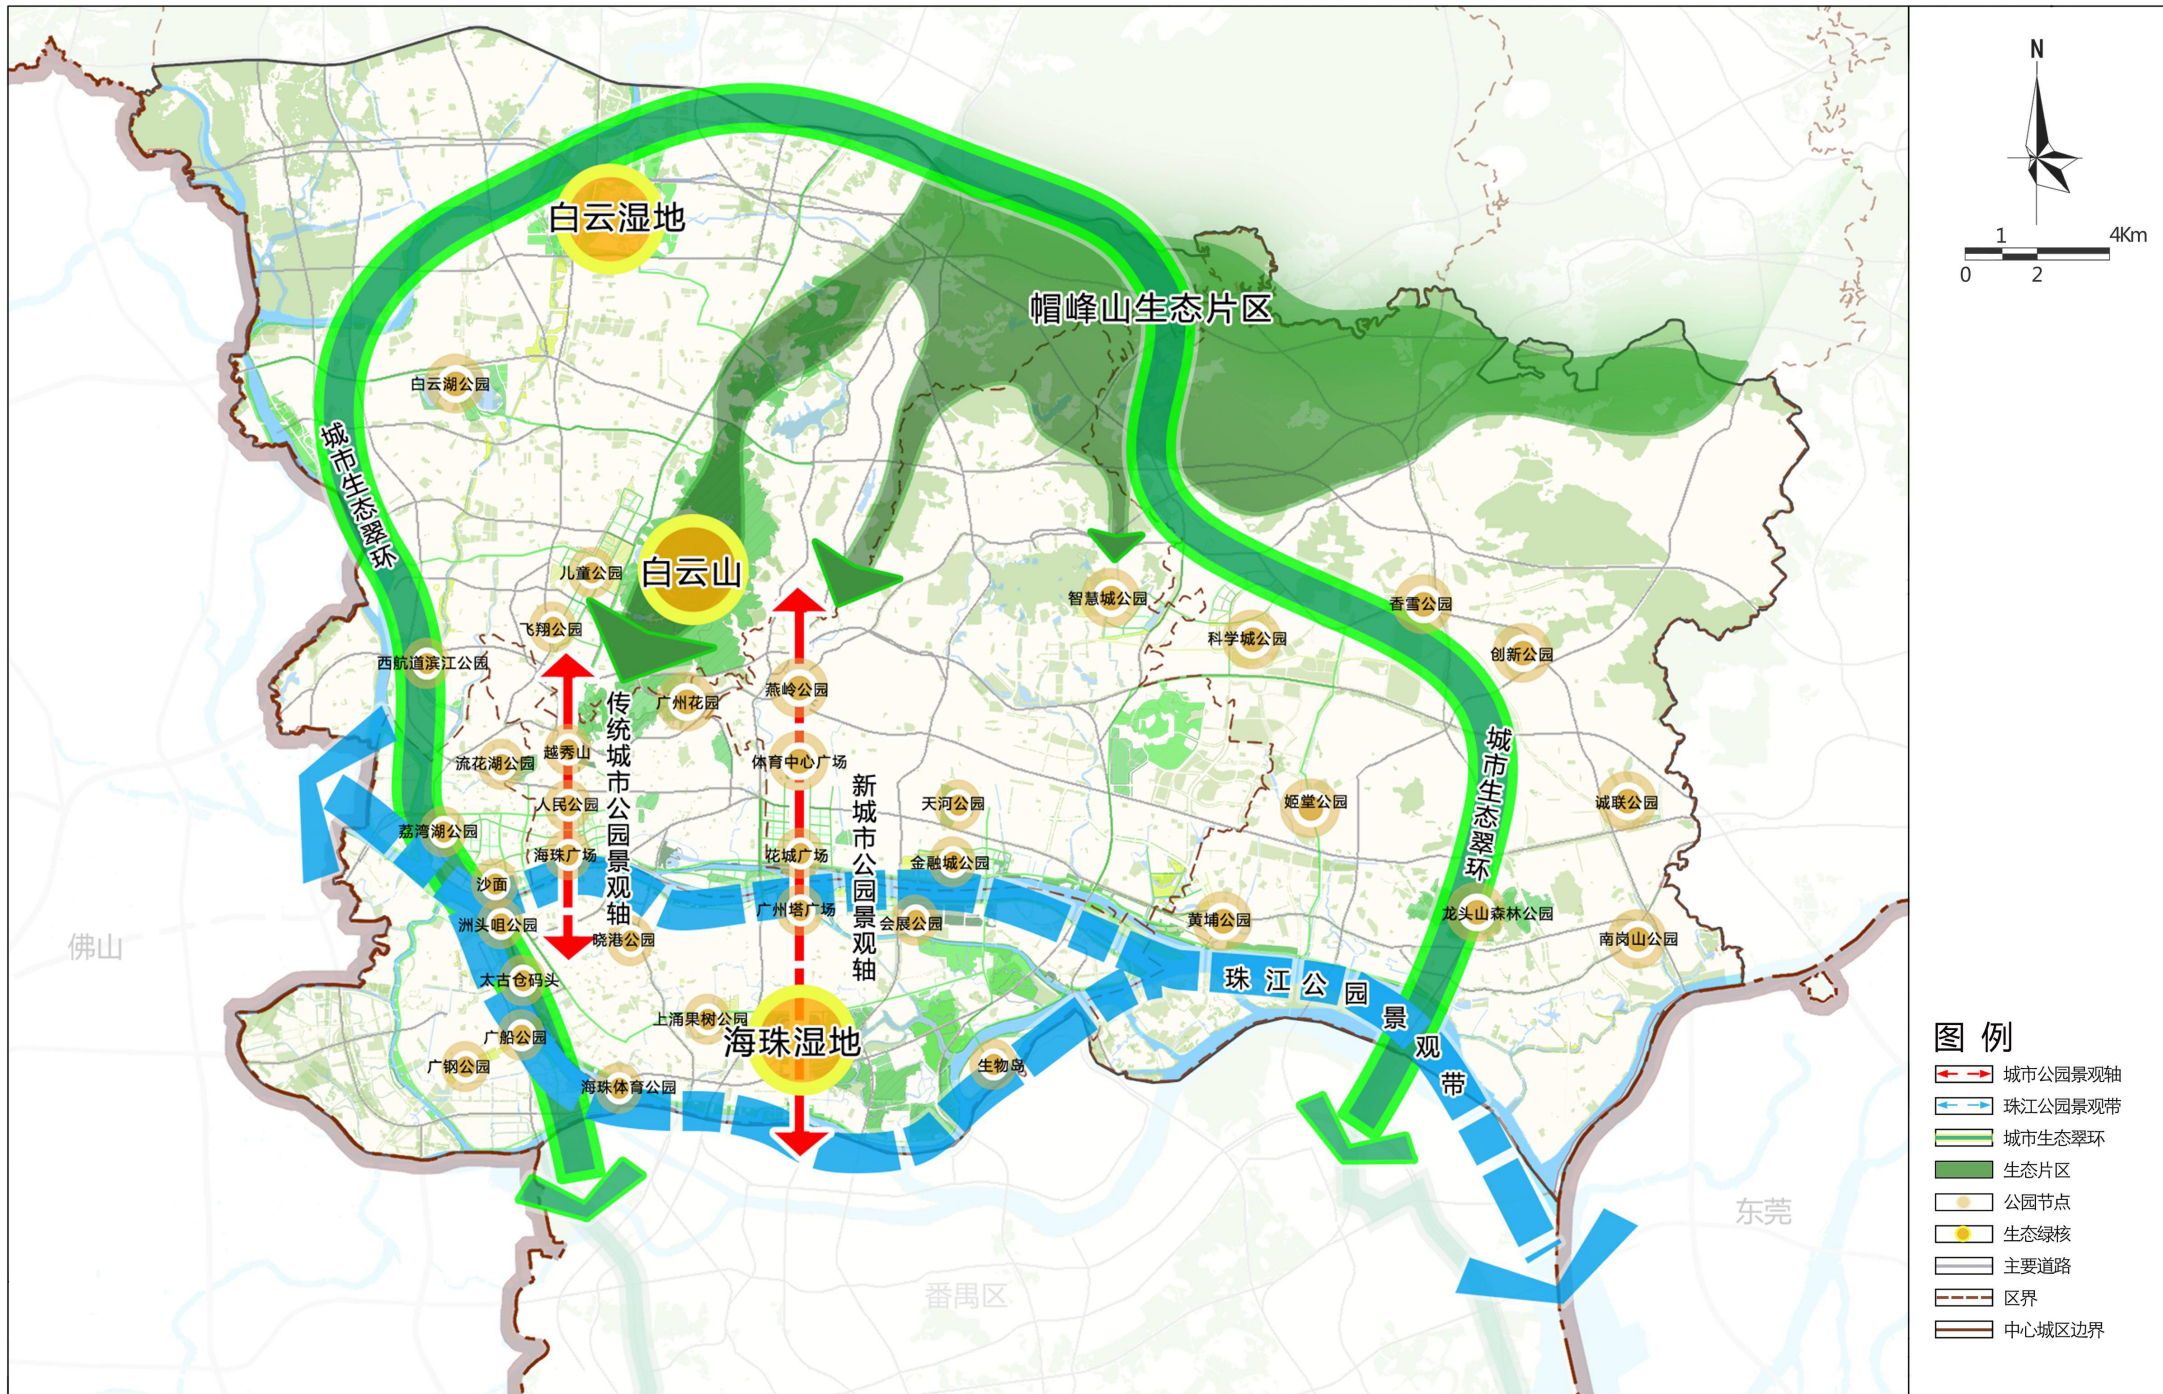 N
1
4Km
0
2
白云湿地
帽峰山生态片区
白云湖公园
城市生态翠环
儿童公园
白云山
智慧城公园
香雪公园
飞翔公园
科学城公园
创新公园
西航道滨江公园
燕岭公园
广州花园
传统城市公园景观轴
越秀山
流花湖公园
体育中心广场
城市生态翠环
新城市公园景观轴
人民公园
天河公园
姬堂公园
诚联公园
荔湾湖公园
海珠广场
花城广场
金融城公园
沙面
广州塔广场
洲头咀公园
会展公园
黄埔公园
龙头山森林公园
晓港公园
南岗山公园
佛山
太古仓码头
珠江公园景观带
上涌果树公园
广船公园
海珠湿地
广钢公园
生物岛
海珠体育公园
东莞
番禺区
图例
城市公园景观轴
珠江公园景观带
城市生态翠环
生态片区
公园节点
生态绿核
主要道路
区界
中心城区边界